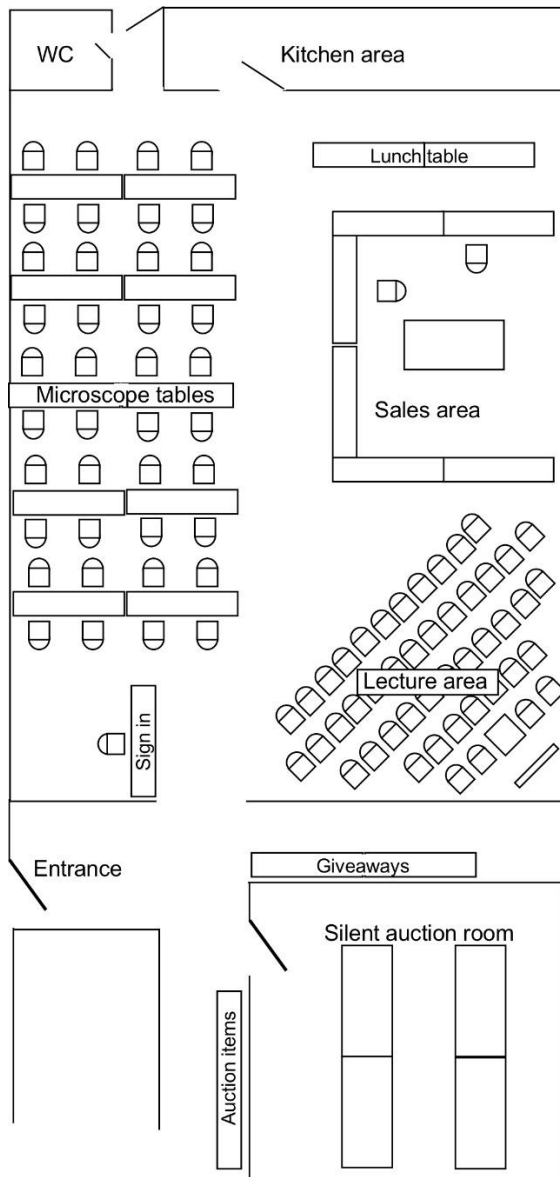 WC
Kitchen area
Lunch table
Microscope tables
Sales area
Lecture area
Sign in
Entrance
Giveaways
Silent auction room
Auction items